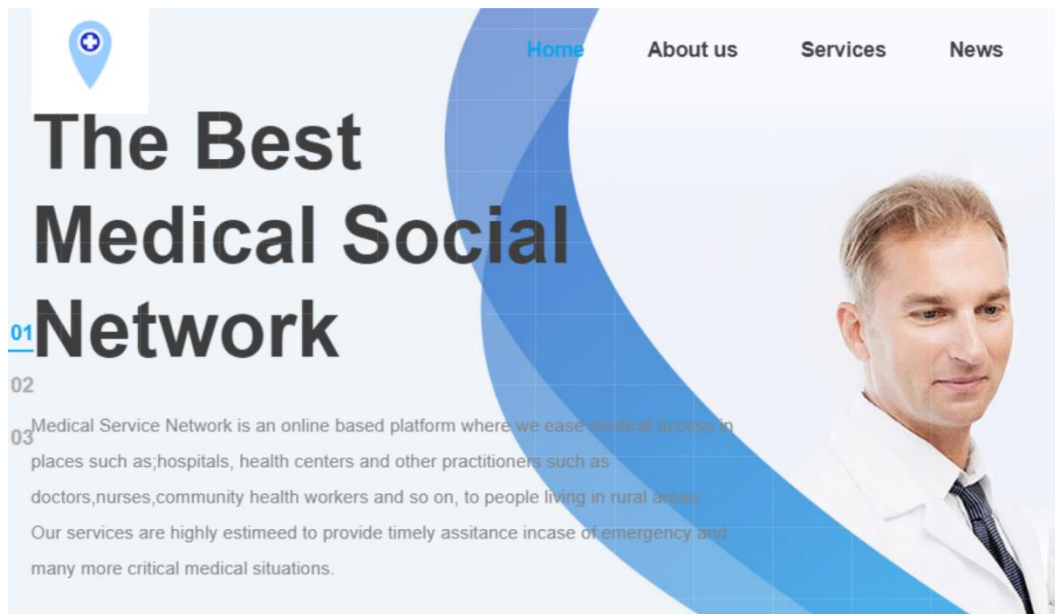 Home About us Services News
The Best
Medical Social
Network
01
02
03
Medical Service Network is an online based platform where we ease medical access in
places such as;hospitals, health centers and other practitioners such as
doctors,nurses,community health workers and so on, to people living in rural areas
Our services are highly estimeed to provide timely assitance incase of emergency and
many more critical medical situations.